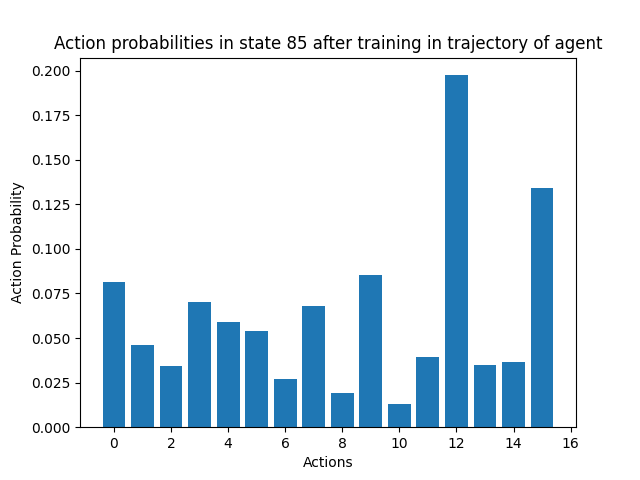 Action probabilities in state 85 after training in trajectory of agent
0.200
0.175
0.150
0.125
0.100
0.075
0.050
0.025
0.000
Action Probability
0 2 4 6 8 10 12 14 16
Actions